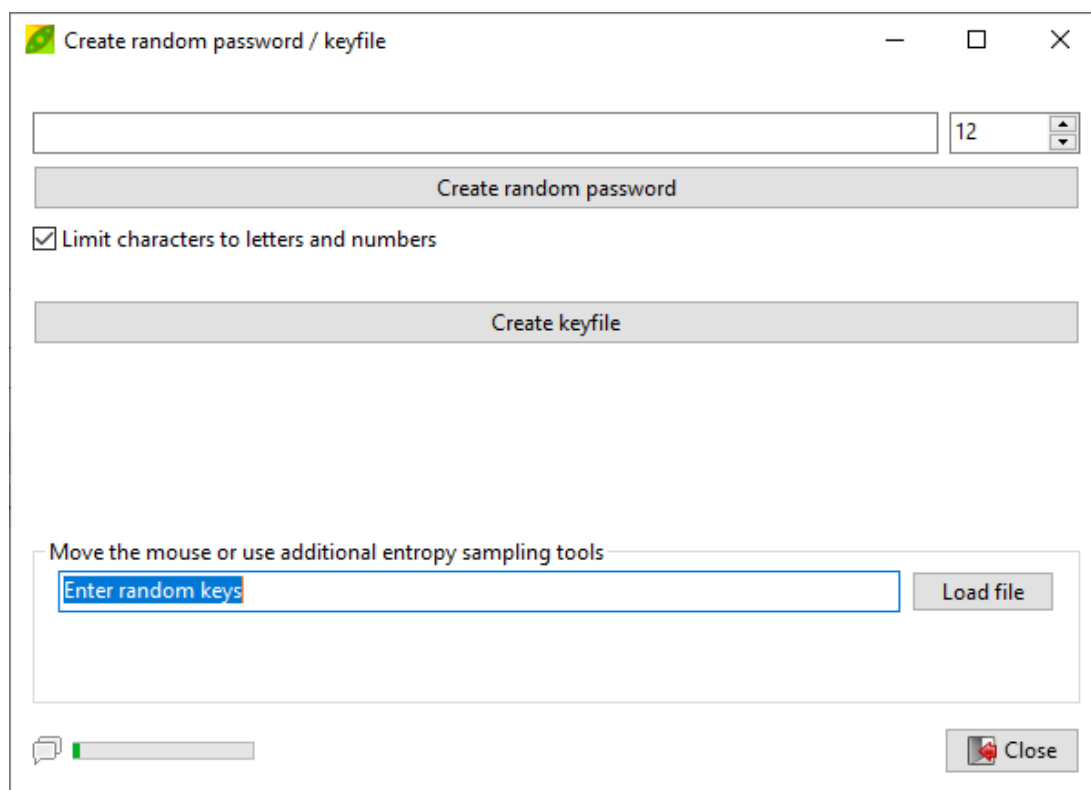 Create random password / keyfile
12
Create random password
Limit characters to letters and numbers
Create keyfile
Move the mouse or use additional entropy sampling tools
Enter random keys
Load file
Close